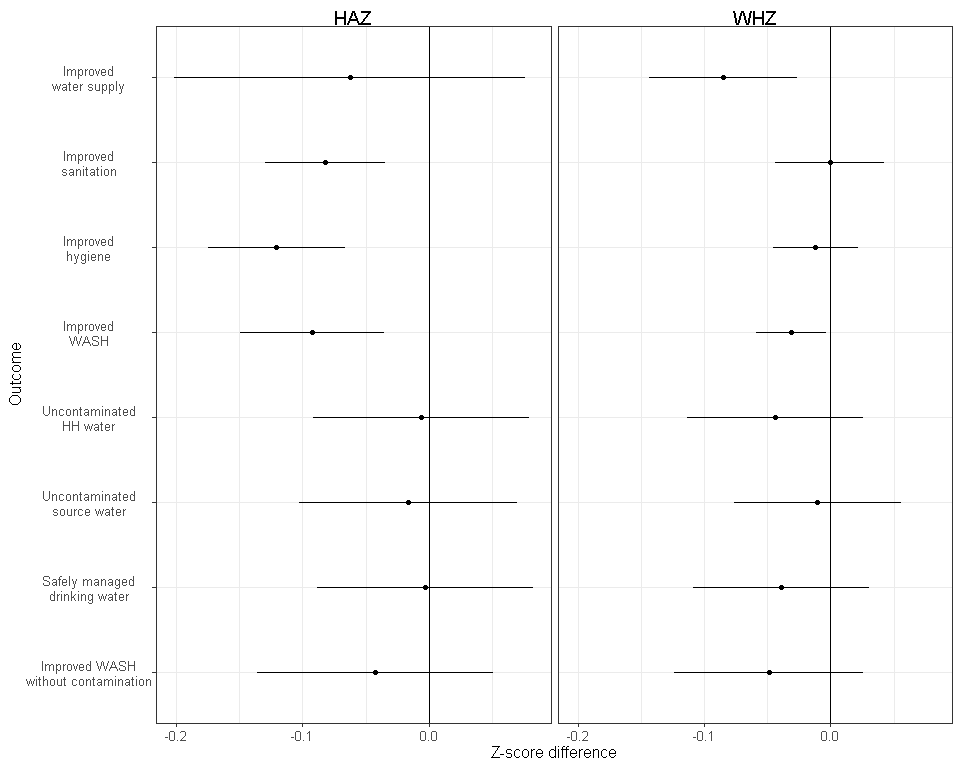 HAZ
WHZ
Improved
water supply
Improved
sanitation
Improved
hygiene
Improved
WASH
Outcome
Uncontaminated
HH water
Uncontaminated
source water
Safely managed
drinking water
Improved WASH
without contamination
-0.2
-0.1
0.0
-0.2
-0.1
0.0
Z-score difference